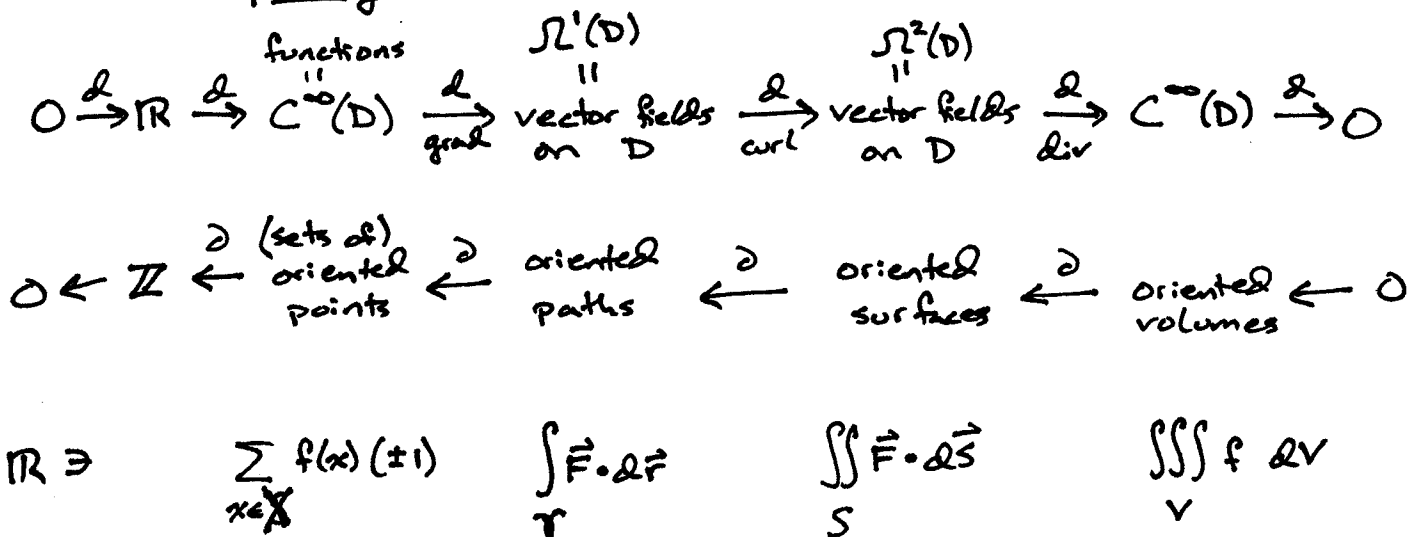 functions Ω¹(D) Ω²(D)
" " "
0 d→ ℝ d→ C^∞(D) d→ grad vector fields on D d→ curl vector fields on D d→ div C^∞(D) d→ 0
0 ← ℤ ←∂ (sets of) oriented points ←∂ oriented paths ←∂ oriented surfaces ←∂ oriented volumes ← 0
ℝ ∋ Σ_{x∈X} f(x)(±1) ∫_γ F⃗·dr⃗ ∬_S F⃗·dS⃗ ∭_V f dV